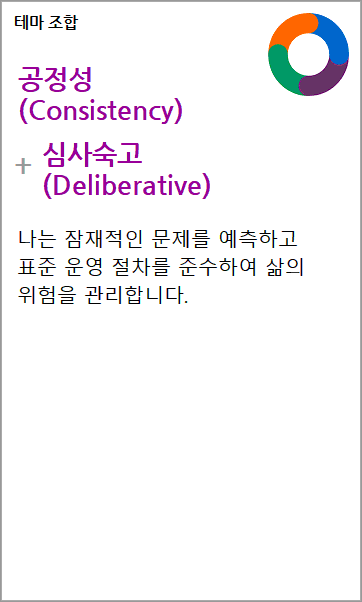 테마 조합
공정성
(Consistency)
+ 심사숙고
(Deliberative)
나는 잠재적인 문제를 예측하고
표준 운영 절차를 준수하여 삶의
위험을 관리합니다.